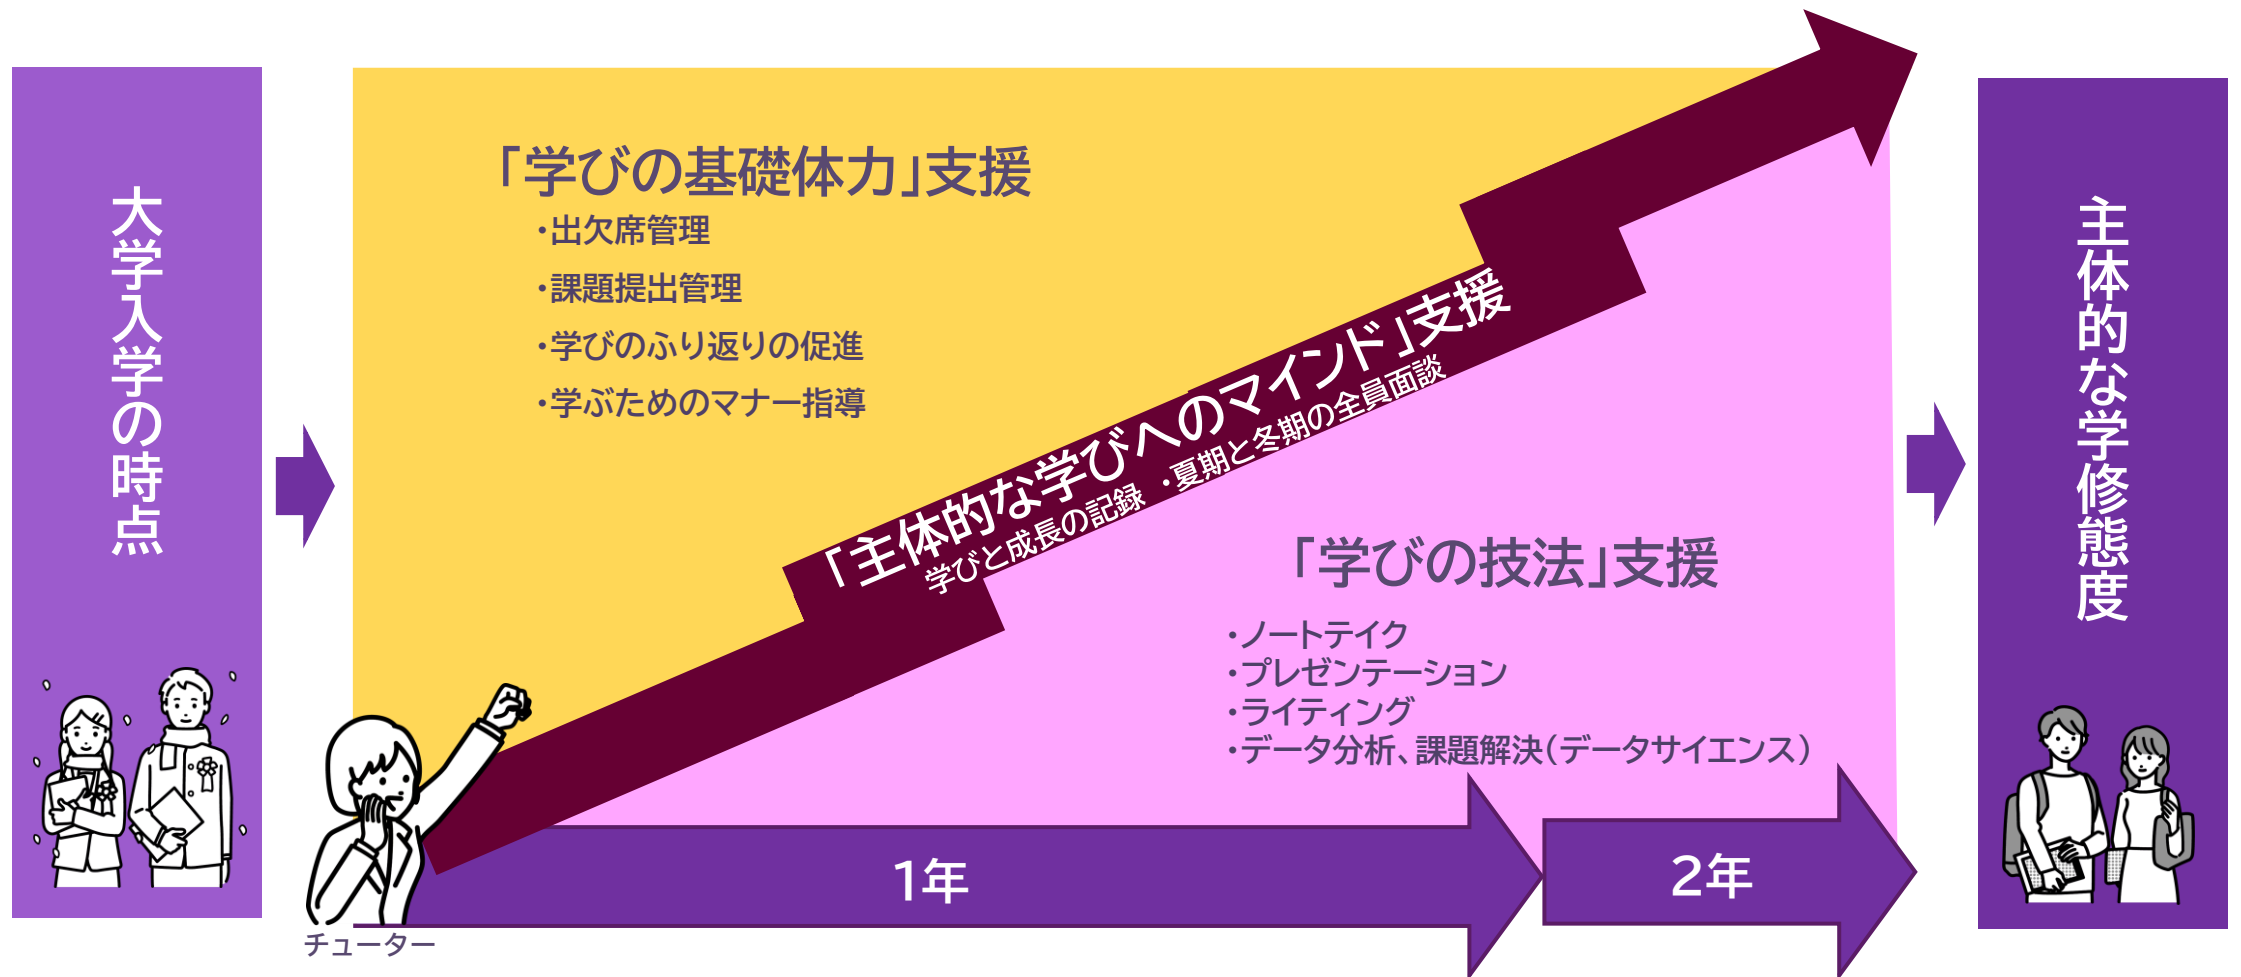 大学入学の時点
「学びの基礎体力」支援
・出欠席管理
・課題提出管理
・学びのふり返りの促進
・学ぶためのマナー指導
「主体的な学びへのマインド」支援
学びと成長の記録 ・夏期と冬期の全員面談
「学びの技法」支援
・ノートテイク
・プレゼンテーション
・ライティング
・データ分析、課題解決(データサイエンス)
1年
2年
チューター
主体的な学修態度